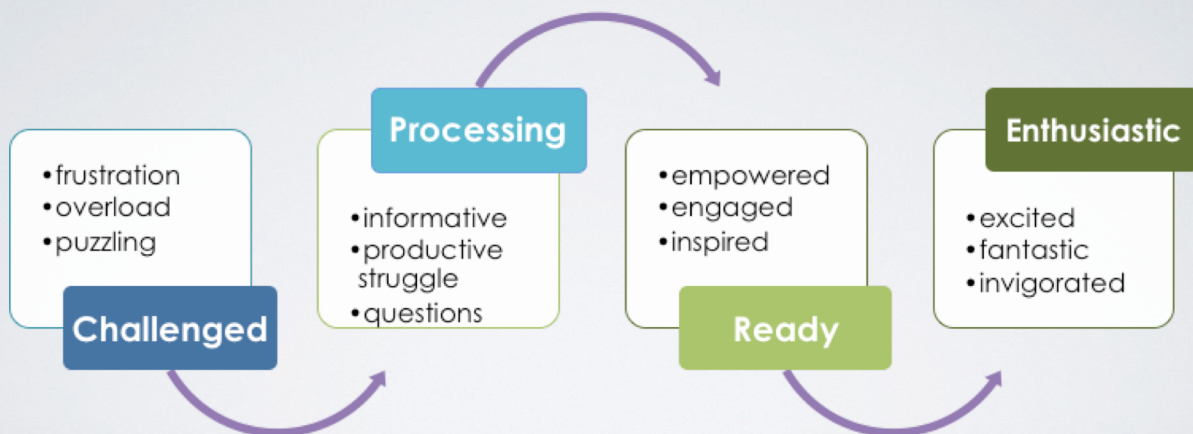 •frustration
•overload
•puzzling
Challenged
Processing
•informative
•productive
struggle
•questions
•empowered
•engaged
•inspired
Ready
Enthusiastic
•excited
•fantastic
•invigorated